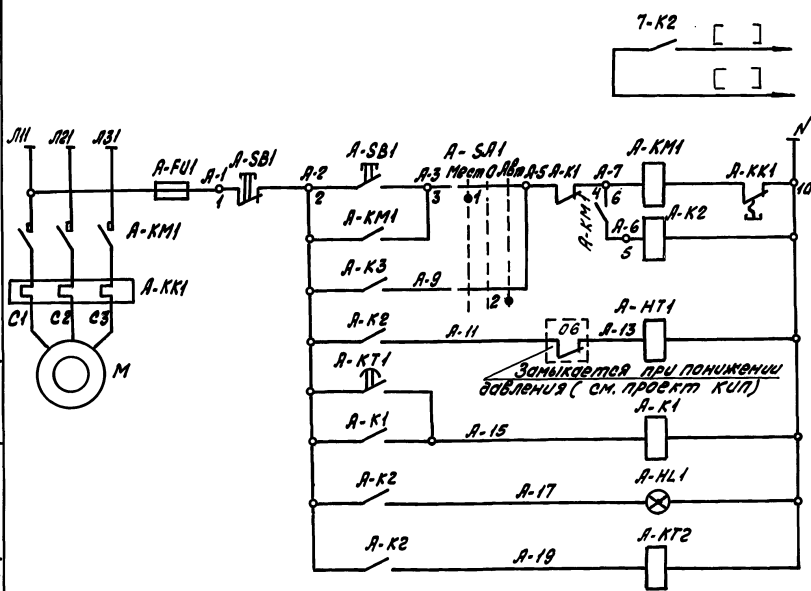 7-К2
[ ]
[ ]
Л11 Л21 Л31 N
А-FU1 А-1 А-SB1 А-2 А-SB1 А-3 А-SA1 Мест О Авт А-5 А-К1 А-7 А-КМ1 А-КК1
1 2 3 1 4 6 10
А-КМ1 А-КМ1 А-КМ1 А-6 А-К2
5
А-К3 А-9
А-КК1 2
С1 С2 С3 А-К2 А-11 06 А-13 А-НТ1
М А-КТ1 Замыкается при понижении
давления (см. проект КИП)
А-К1 А-15 А-К1
А-К2 А-17 А-HL1
А-К2 А-19 А-КТ2